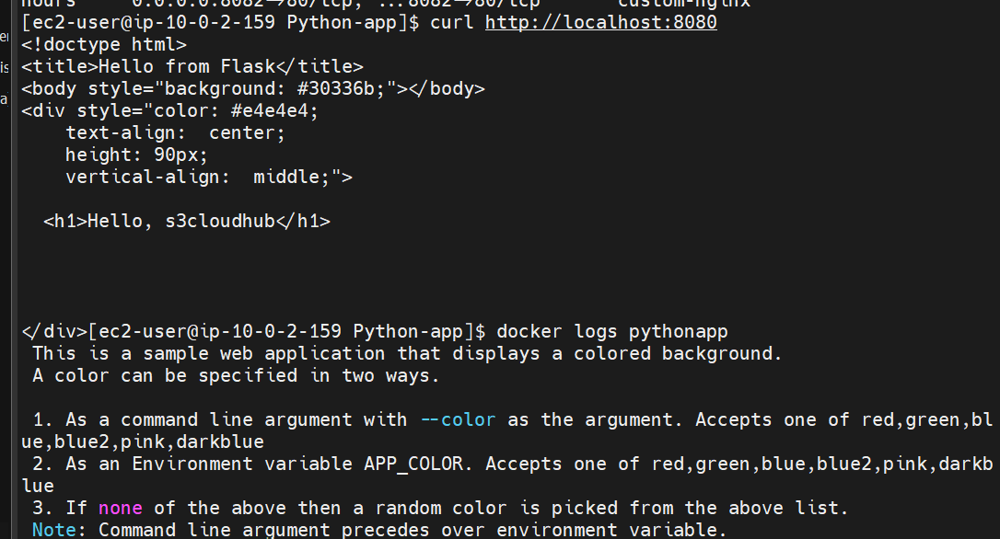 hours 0.0.0.0:8082->80/tcp, ...8082->80/tcp custom-nginx
[ec2-user@ip-10-0-2-159 Python-app]$ curl http://localhost:8080
<!doctype html>
<title>Hello from Flask</title>
<body style="background: #30336b;"></body>
<div style="color: #e4e4e4;
    text-align:  center;
    height: 90px;
    vertical-align:  middle;">
  <h1>Hello, s3cloudhub</h1>
</div>[ec2-user@ip-10-0-2-159 Python-app]$ docker logs pythonapp
 This is a sample web application that displays a colored background.
 A color can be specified in two ways.
 1. As a command line argument with --color as the argument. Accepts one of red,green,bl
ue,blue2,pink,darkblue
 2. As an Environment variable APP_COLOR. Accepts one of red,green,blue,blue2,pink,darkb
lue
 3. If none of the above then a random color is picked from the above list.
 Note: Command line argument precedes over environment variable.